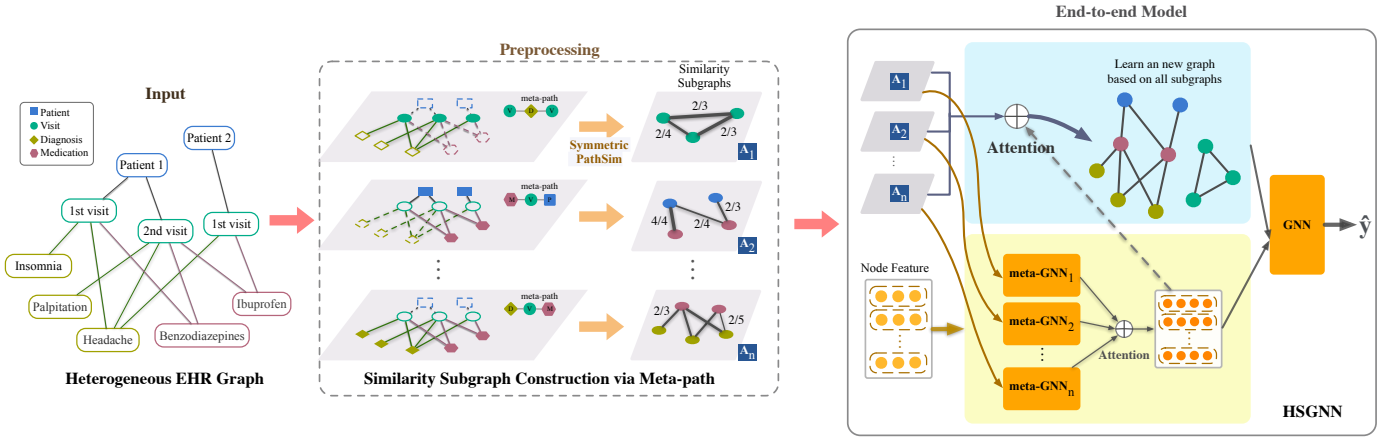 Input
Patient
Visit
Diagnosis
Medication
Patient 2
Patient 1
1st visit
2nd visit
1st visit
Insomnia
Palpitation
Ibuprofen
Headache
Benzodiazepines
Heterogeneous EHR Graph
Preprocessing
meta-path
V D V
Similarity
Subgraphs
2/3
2/4
2/3
A1
Symmetric
PathSim
meta-path
M V P
2/3
4/4
2/4
A2
meta-path
D V M
2/3
2/5
An
Similarity Subgraph Construction via Meta-path
End-to-end Model
A1
A2
An
Attention
Learn an new graph
based on all subgraphs
GNN
ŷ
Node Feature
meta-GNN1
meta-GNN2
meta-GNNn
Attention
HSGNN